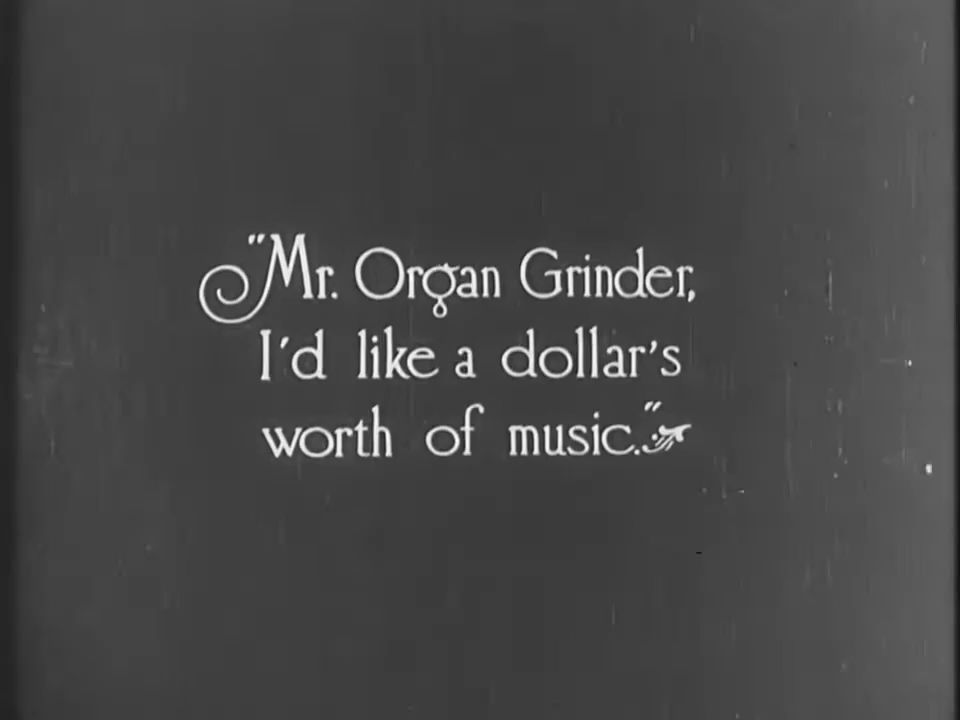 "Mr. Organ Grinder,
I'd like a dollar's
worth of music."